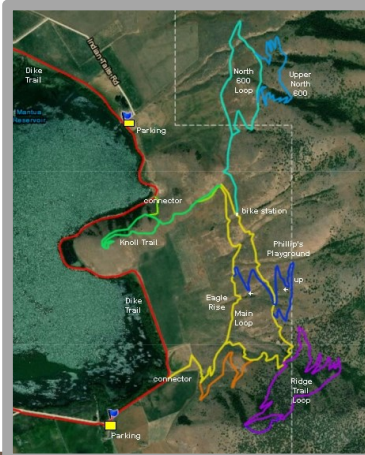 Indian Falls Rd
Dike
Trail
North
600
Loop
Upper
North
600
Mantua
Reservoir
Parking
connector
bike station
Knoll Trail
Phillip's
Playground
up
Eagle
Rise
Main
Loop
Dike
Trail
connector
Ridge
Trail
Loop
Parking